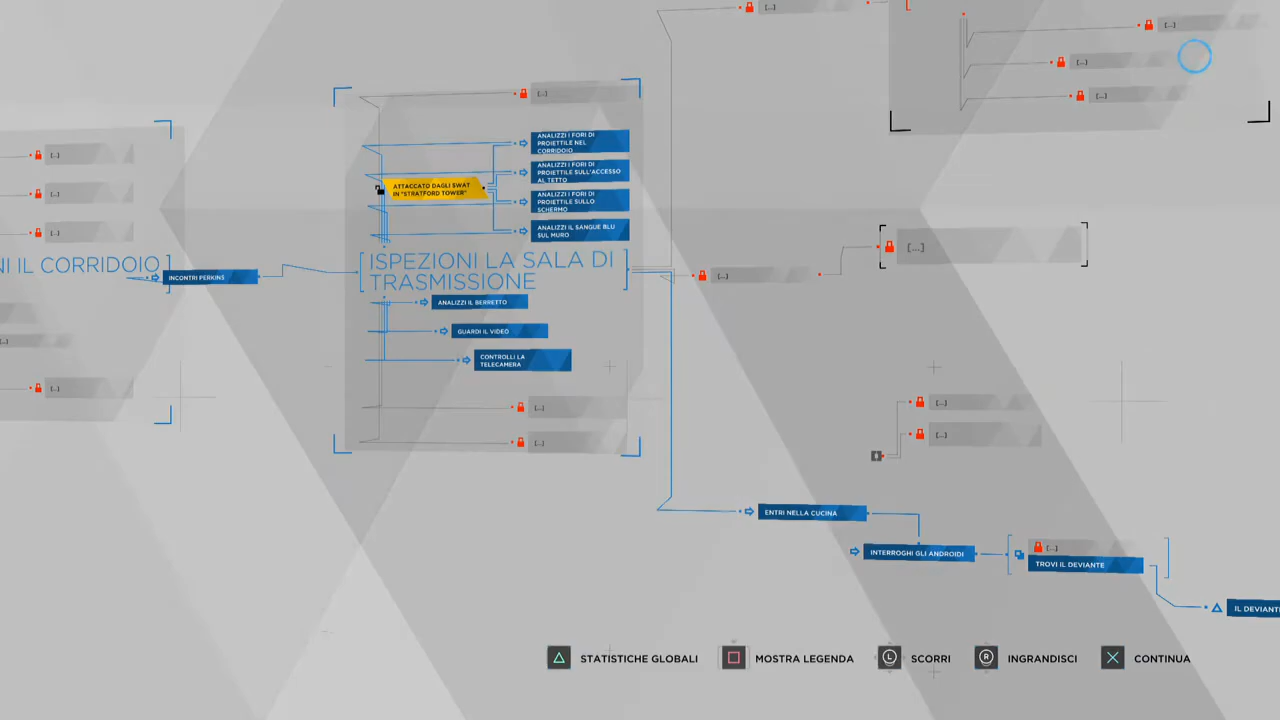 [...]
[...]
[...]
[...]
[...]
ANALIZZI I FORI DI
PROIETTILE NEL
CORRIDOIO
[...]
ANALIZZI I FORI DI
PROIETTILE SULL'ACCESSO
AL TETTO
ATTACCATO DAGLI SWAT
IN "STRATFORD TOWER"
[...]
ANALIZZI I FORI DI
PROIETTILE SULLO
SCHERMO
[...]
ANALIZZI IL SANGUE BLU
SUL MURO
[...]
NI IL CORRIDOIO
INCONTRI PERKINS
ISPEZIONI LA SALA DI
TRASMISSIONE
[...]
ANALIZZI IL BERRETTO
GUARDI IL VIDEO
[...]
CONTROLLI LA
TELECAMERA
[...]
[...]
[...]
[...]
[...]
ENTRI NELLA CUCINA
INTERROGHI GLI ANDROIDI
[...]
TROVI IL DEVIANTE
IL DEVIANT
STATISTICHE GLOBALI
MOSTRA LEGENDA
L
SCORRI
R
INGRANDISCI
CONTINUA